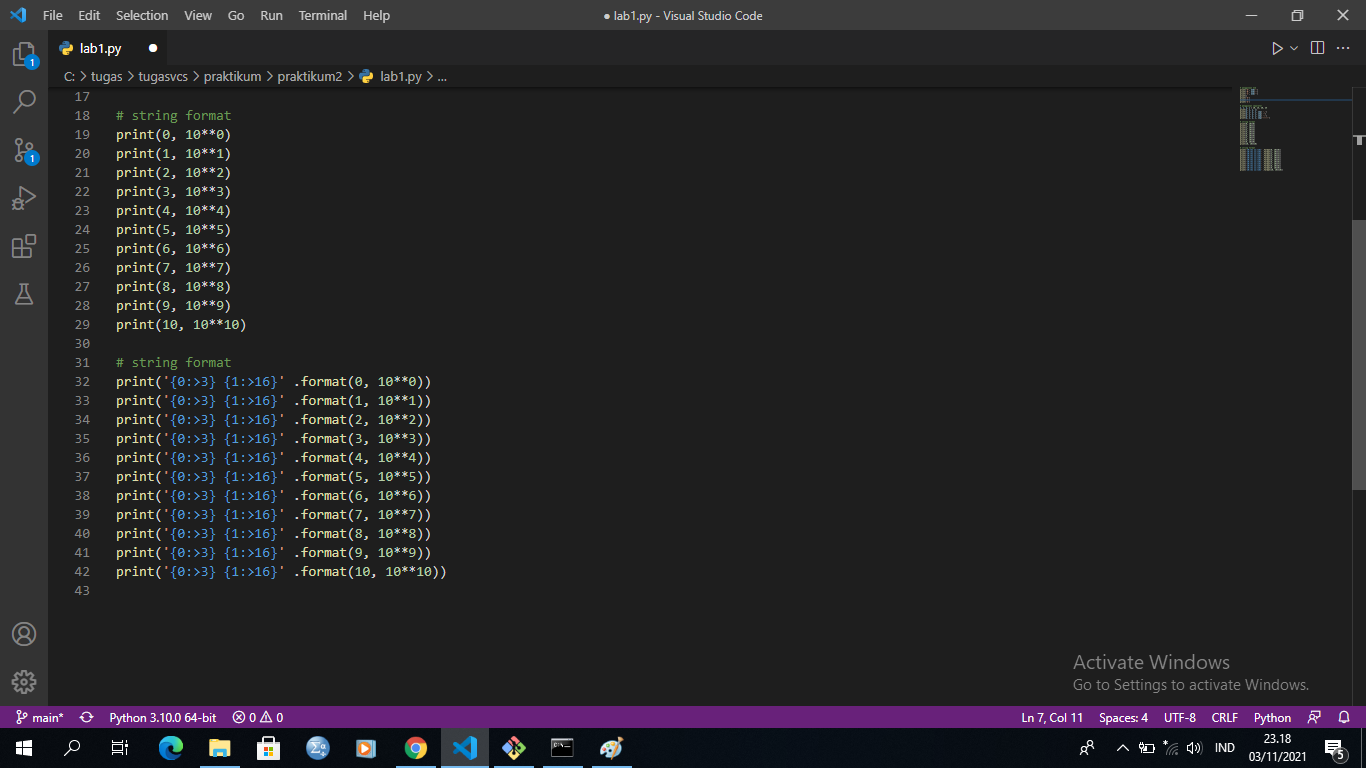 File Edit Selection View Go Run Terminal Help ● lab1.py - Visual Studio Code
lab1.py ●
C: > tugas > tugasvcs > praktikum > praktikum2 > lab1.py > ...
17
18 # string format
19 print(0, 10**0)
20 print(1, 10**1)
21 print(2, 10**2)
22 print(3, 10**3)
23 print(4, 10**4)
24 print(5, 10**5)
25 print(6, 10**6)
26 print(7, 10**7)
27 print(8, 10**8)
28 print(9, 10**9)
29 print(10, 10**10)
30
31 # string format
32 print('{0:>3} {1:>16}' .format(0, 10**0))
33 print('{0:>3} {1:>16}' .format(1, 10**1))
34 print('{0:>3} {1:>16}' .format(2, 10**2))
35 print('{0:>3} {1:>16}' .format(3, 10**3))
36 print('{0:>3} {1:>16}' .format(4, 10**4))
37 print('{0:>3} {1:>16}' .format(5, 10**5))
38 print('{0:>3} {1:>16}' .format(6, 10**6))
39 print('{0:>3} {1:>16}' .format(7, 10**7))
40 print('{0:>3} {1:>16}' .format(8, 10**8))
41 print('{0:>3} {1:>16}' .format(9, 10**9))
42 print('{0:>3} {1:>16}' .format(10, 10**10))
43
1
1
Activate Windows
Go to Settings to activate Windows.
main* Python 3.10.0 64-bit 0 0 Ln 7, Col 11 Spaces: 4 UTF-8 CRLF Python
IND
23.18
03/11/2021
5